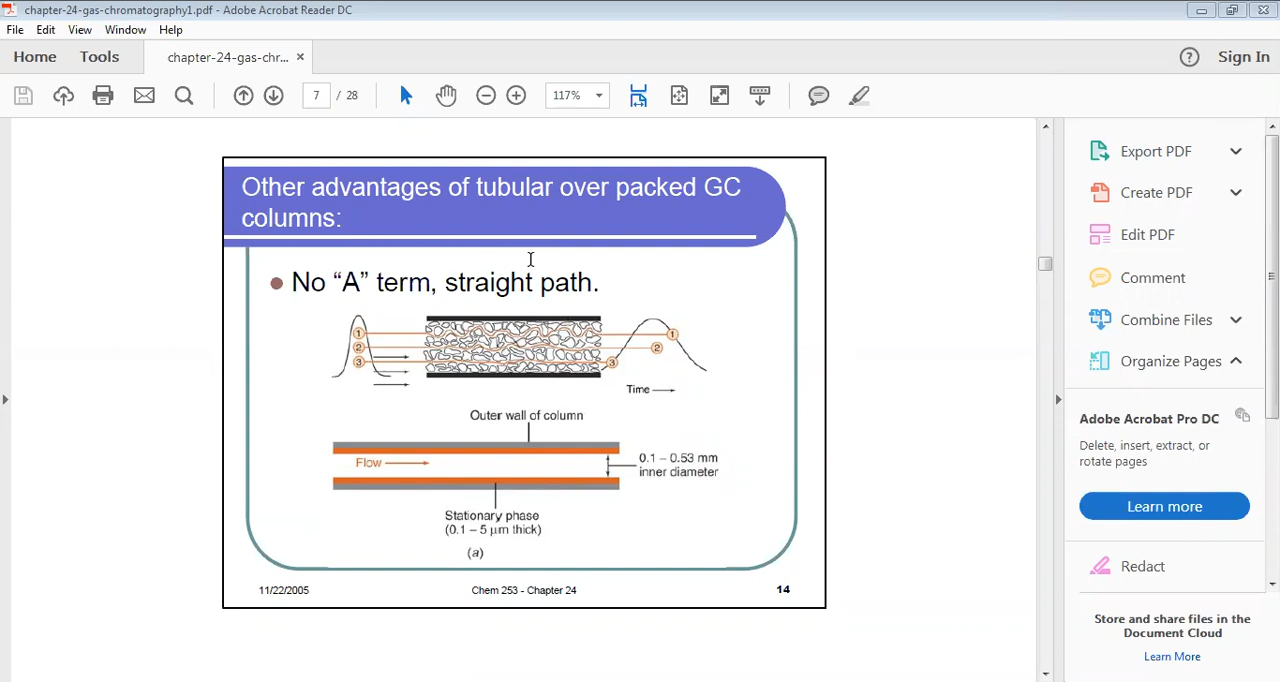 chapter-24-gas-chromatography1.pdf - Adobe Acrobat Reader DC
File Edit View Window Help
Home Tools chapter-24-gas-chr... × ? Sign In
7 / 28 117%
Other advantages of tubular over packed GC
columns:
No “A” term, straight path.
1 1
2 2
3 3
Time
Outer wall of column
Flow
0.1 – 0.53 mm
inner diameter
Stationary phase
(0.1 – 5 μm thick)
(a)
11/22/2005 Chem 253 - Chapter 24 14
Export PDF
Create PDF
Edit PDF
Comment
Combine Files
Organize Pages
Adobe Acrobat Pro DC
Delete, insert, extract, or
rotate pages
Learn more
Redact
Store and share files in the
Document Cloud
Learn More